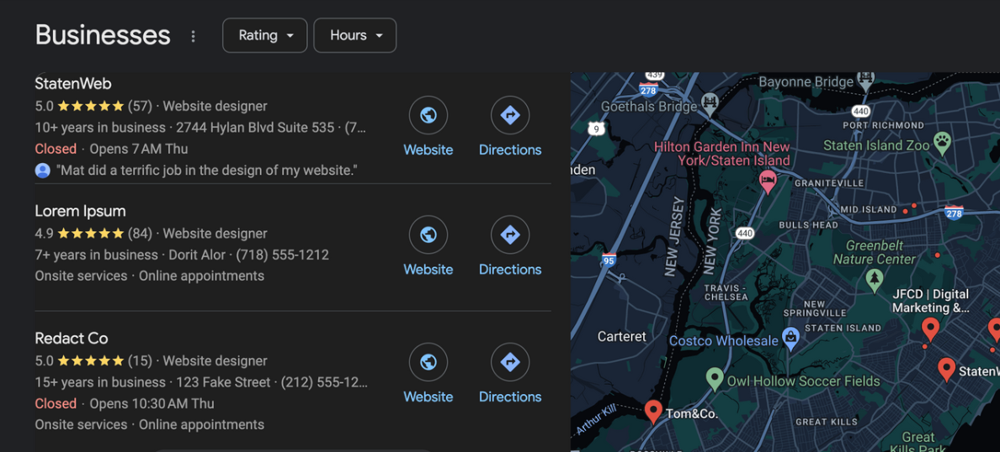 Businesses
Rating
Hours
StatenWeb
5.0 (57) · Website designer
10+ years in business · 2744 Hylan Blvd Suite 535 · (7...
Closed · Opens 7 AM Thu
"Mat did a terrific job in the design of my website."
Website
Directions
Lorem Ipsum
4.9 (84) · Website designer
7+ years in business · Dorit Alor · (718) 555-1212
Onsite services · Online appointments
Website
Directions
Redact Co
5.0 (15) · Website designer
15+ years in business · 123 Fake Street · (212) 555-12...
Closed · Opens 10:30 AM Thu
Onsite services · Online appointments
Website
Directions
439
278
Bayonne Bridge
Goethals Bridge
440
9
PORT RICHMOND
Hilton Garden Inn New
York/Staten Island
Staten Island Zoo
nden
GRANITEVILLE
MID ISLAND
278
BULLS HEAD
440
NEW JERSEY
NEW YORK
95
Greenbelt
Nature Center
TRAVIS -
CHELSEA
JFCD | Digital
Marketing &...
NEW
SPRINGVILLE
STATEN ISLAND
Carteret
Costco Wholesale
StatenW
Owl Hollow Soccer Fields
Tom&Co.
Arthur Kill
GREAT KILLS
Great
Kills Park